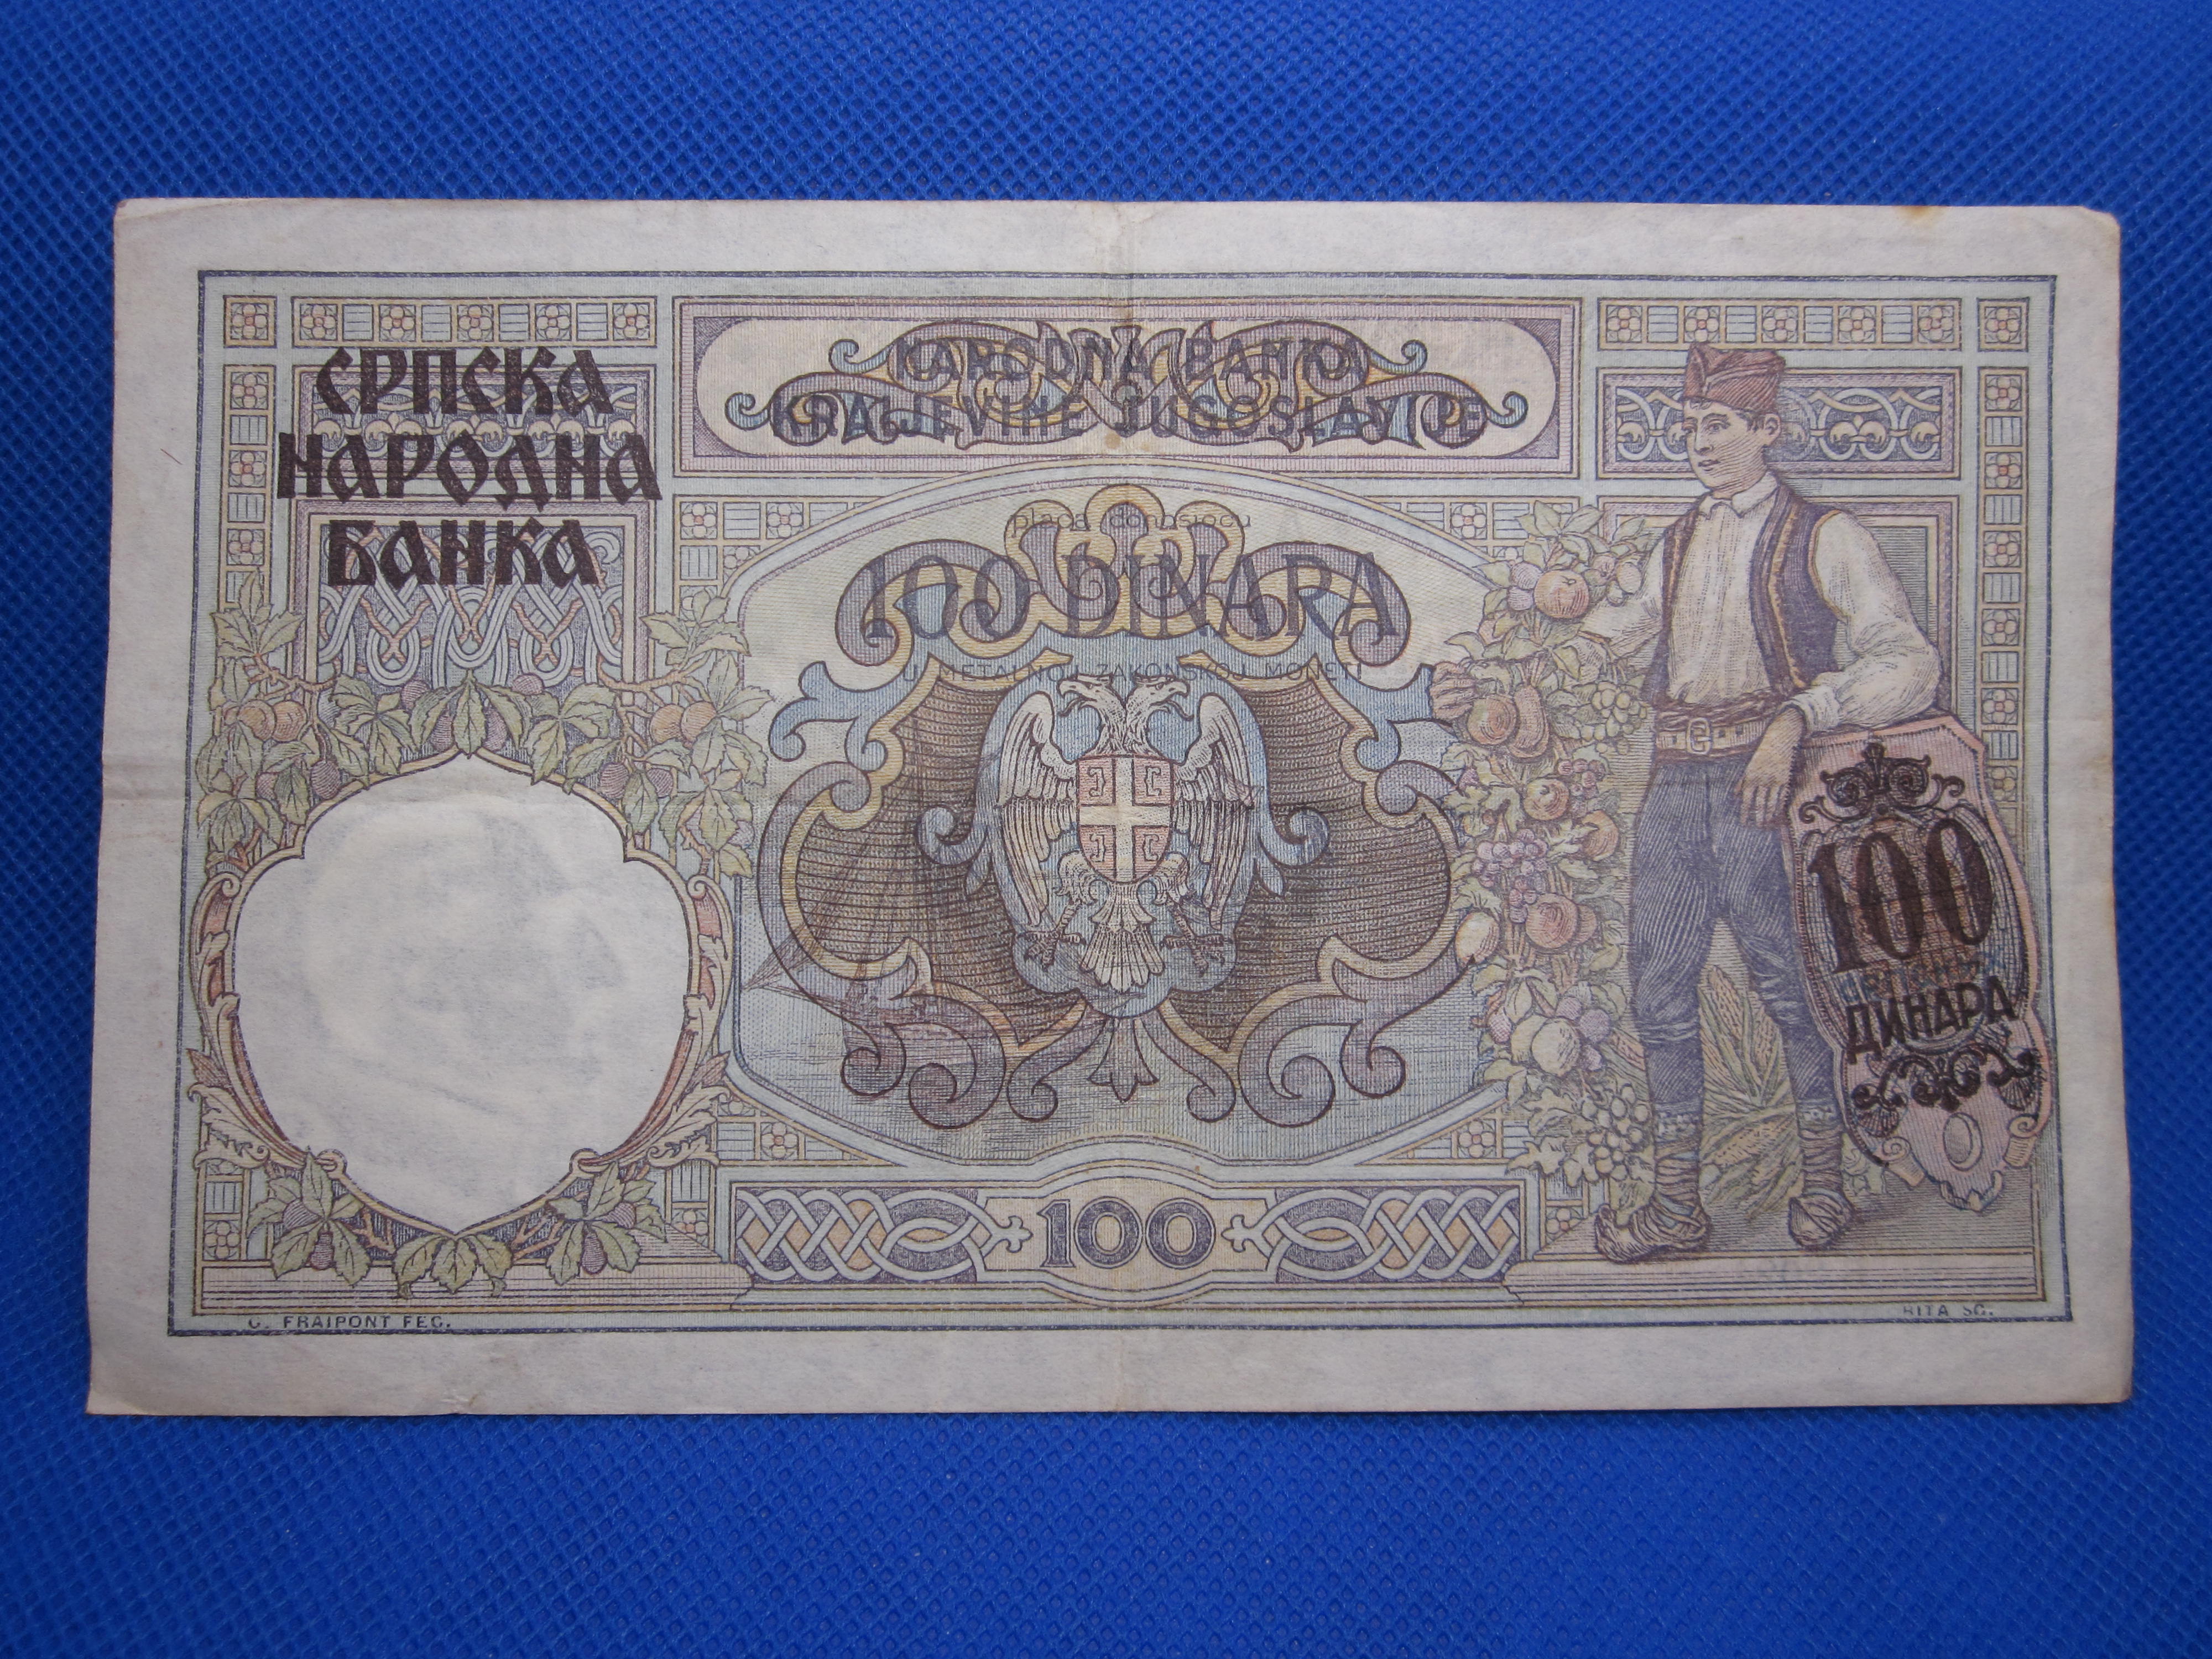 СРПСКА
НАРОДНА
БАНКА
NARODNA BANKA
KRALJEVINE JUGOSLAVIJE
100 DINARA
100
ДИНАРА
100
G. FRAIPONT FEC.
RITA SC.